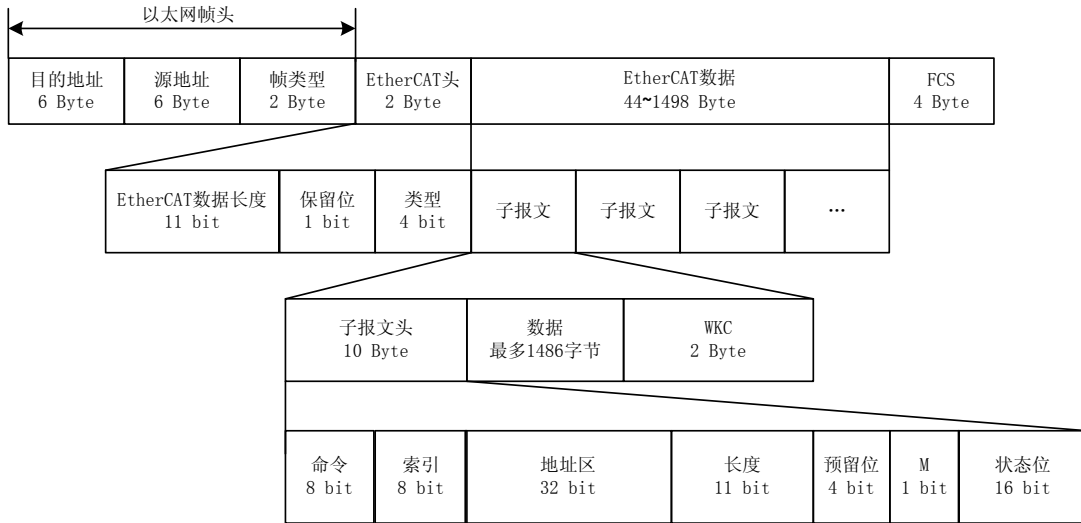 以太网帧头
目的地址
6 Byte
源地址
6 Byte
帧类型
2 Byte
EtherCAT头
2 Byte
EtherCAT数据
44~1498 Byte
FCS
4 Byte
EtherCAT数据长度
11 bit
保留位
1 bit
类型
4 bit
子报文
子报文
子报文
…
子报文头
10 Byte
数据
最多1486字节
WKC
2 Byte
命令
8 bit
索引
8 bit
地址区
32 bit
长度
11 bit
预留位
4 bit
M
1 bit
状态位
16 bit